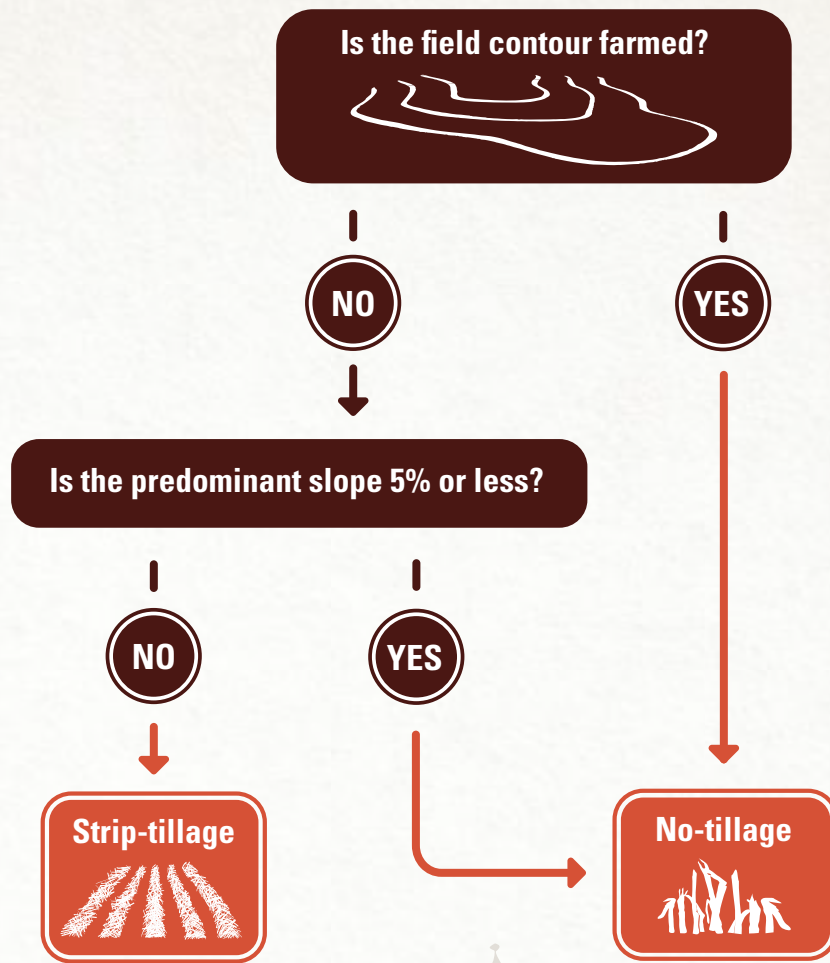 Is the field contour farmed?
NO
YES
Is the predominant slope 5% or less?
NO
YES
Strip-tillage
No-tillage